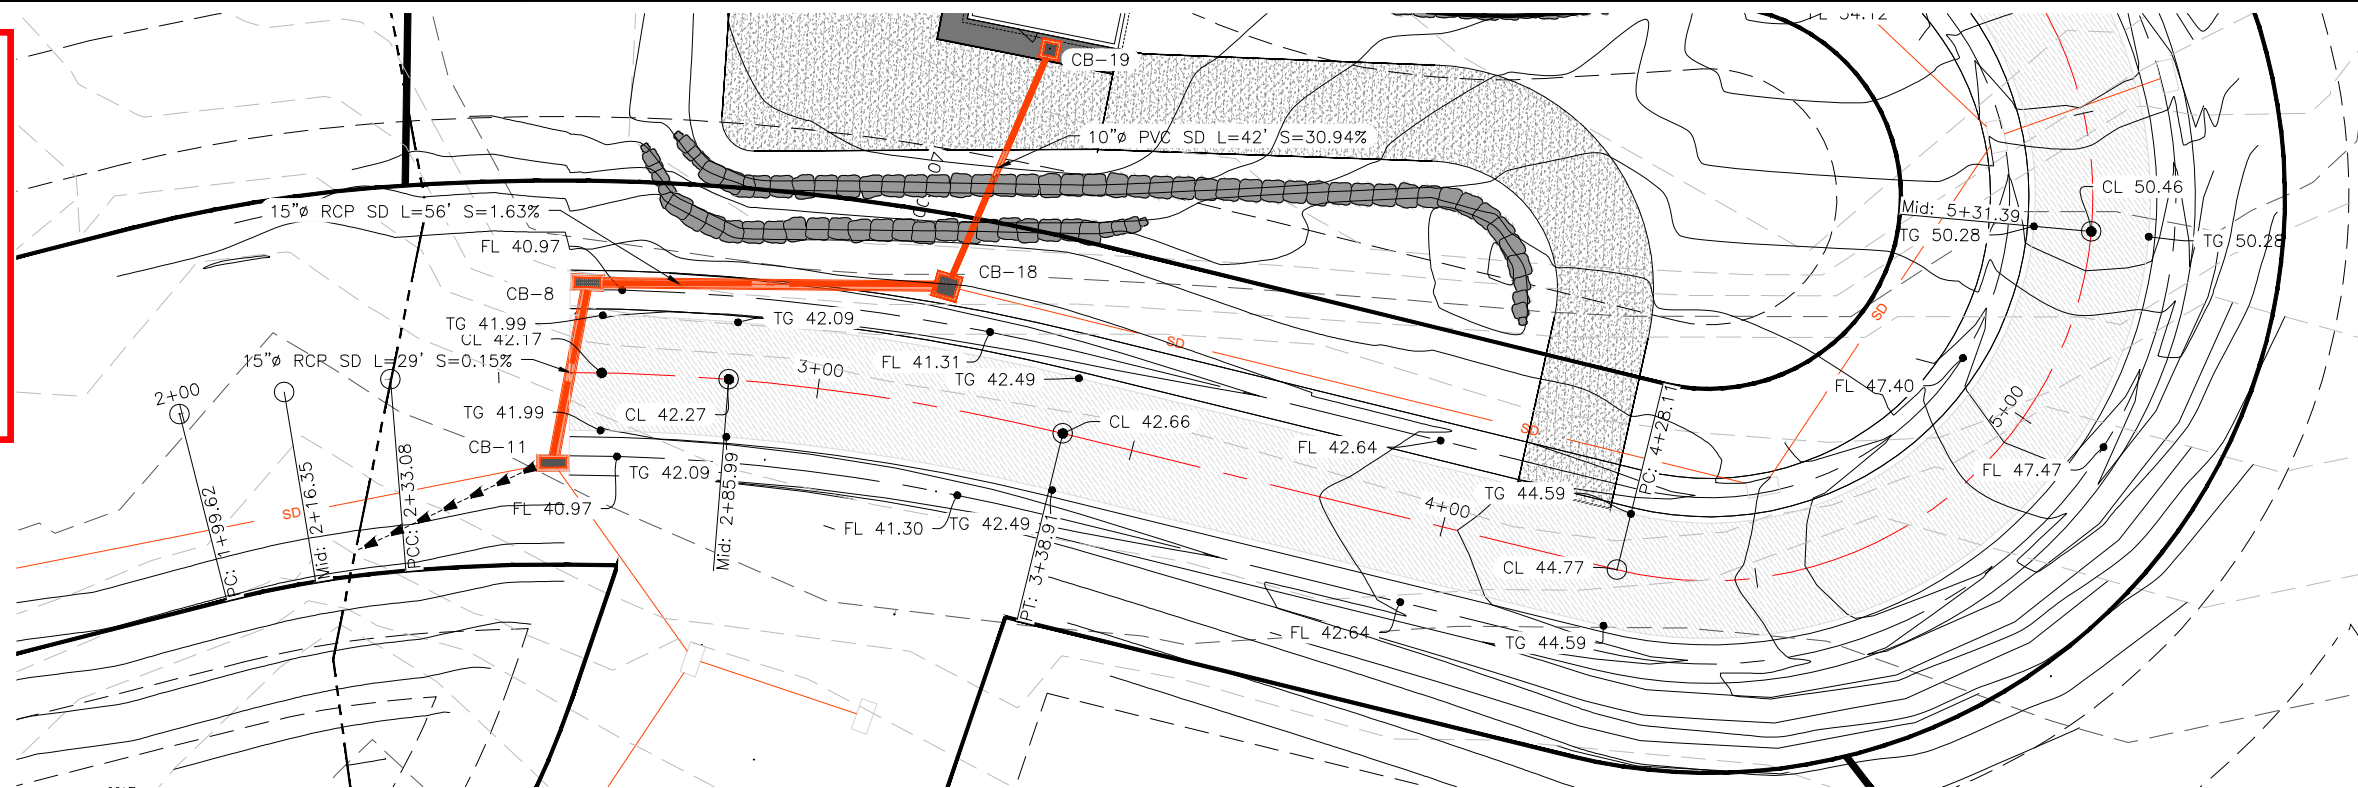 FL 54.12
CB-19
10"ø PVC SD L=42' S=30.94%
CL 50.46
Mid: 5+31.39
15"ø RCP SD L=56' S=1.63%
TG 50.28
TG 50.28
FL 40.97
CB-18
CB-8
SD
TG 41.99
TG 42.09
CL 42.17
SD
15"ø RCP SD L=29' S=0.15%
FL 41.31
3+00
TG 42.49
FL 47.40
2+00
TG 41.99
CL 42.27
CL 42.66
5+00
SD
CB-11
FL 42.64
PC: 4+28.11
TG 42.09
FL 47.47
TG 44.59
4+00
SD
FL 40.97
FL 41.30
TG 42.49
PC: 1+99.62
Mid: 2+16.35
PCC: 2+33.08
Mid: 2+85.99
PT: 3+38.91
CL 44.77
FL 42.64
TG 44.59